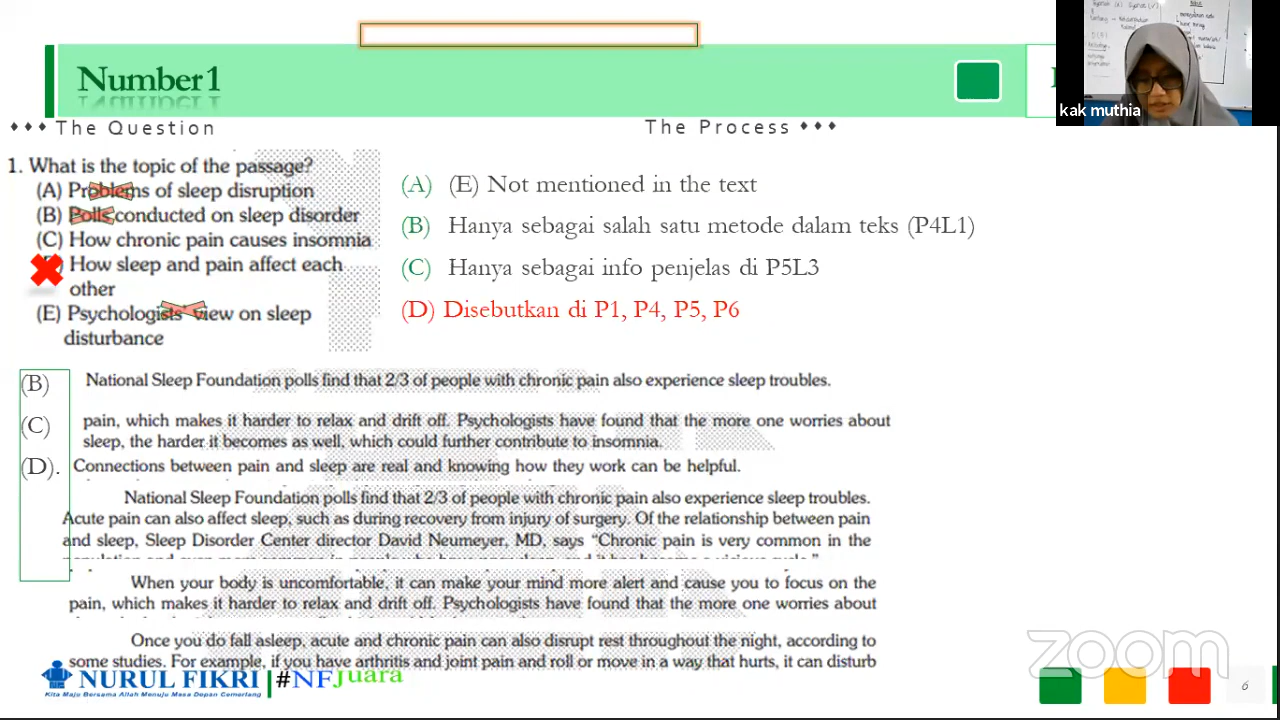 Number1
kak muthia
♦ ♦ ♦ The Question
The Process ♦ ♦ ♦
1. What is the topic of the passage?
(A) Problems of sleep disruption
(B) Polls conducted on sleep disorder
(C) How chronic pain causes insomnia
How sleep and pain affect each
other
(E) Psychologists' view on sleep
disturbance
(A) (E) Not mentioned in the text
(B) Hanya sebagai salah satu metode dalam teks (P4L1)
(C) Hanya sebagai info penjelas di P5L3
(D) Disebutkan di P1, P4, P5, P6
(B) National Sleep Foundation polls find that 2/3 of people with chronic pain also experience sleep troubles.
(C) pain, which makes it harder to relax and drift off. Psychologists have found that the more one worries about
sleep, the harder it becomes as well, which could further contribute to insomnia.
(D). Connections between pain and sleep are real and knowing how they work can be helpful.
National Sleep Foundation polls find that 2/3 of people with chronic pain also experience sleep troubles.
Acute pain can also affect sleep, such as during recovery from injury of surgery. Of the relationship between pain
and sleep, Sleep Disorder Center director David Neumeyer, MD, says “Chronic pain is very common in the
When your body is uncomfortable, it can make your mind more alert and cause you to focus on the
pain, which makes it harder to relax and drift off. Psychologists have found that the more one worries about
Once you do fall asleep, acute and chronic pain can also disrupt rest throughout the night, according to
some studies. For example, if you have arthritis and joint pain and roll or move in a way that hurts, it can disturb
NURUL FIKRI #NFJuara
Kita Maju Bersama Allah Menuju Masa Depan Cemerlang
zoom
6